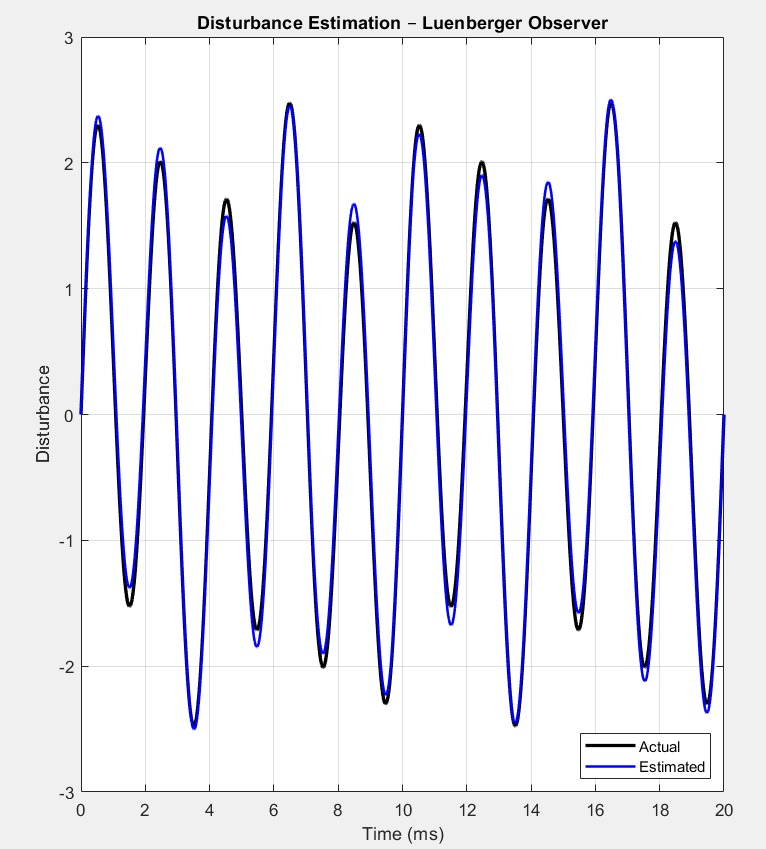 Disturbance Estimation – Luenberger Observer
3
2
1
0
-1
-2
-3
Disturbance
Actual
Estimated
0 2 4 6 8 10 12 14 16 18 20
Time (ms)